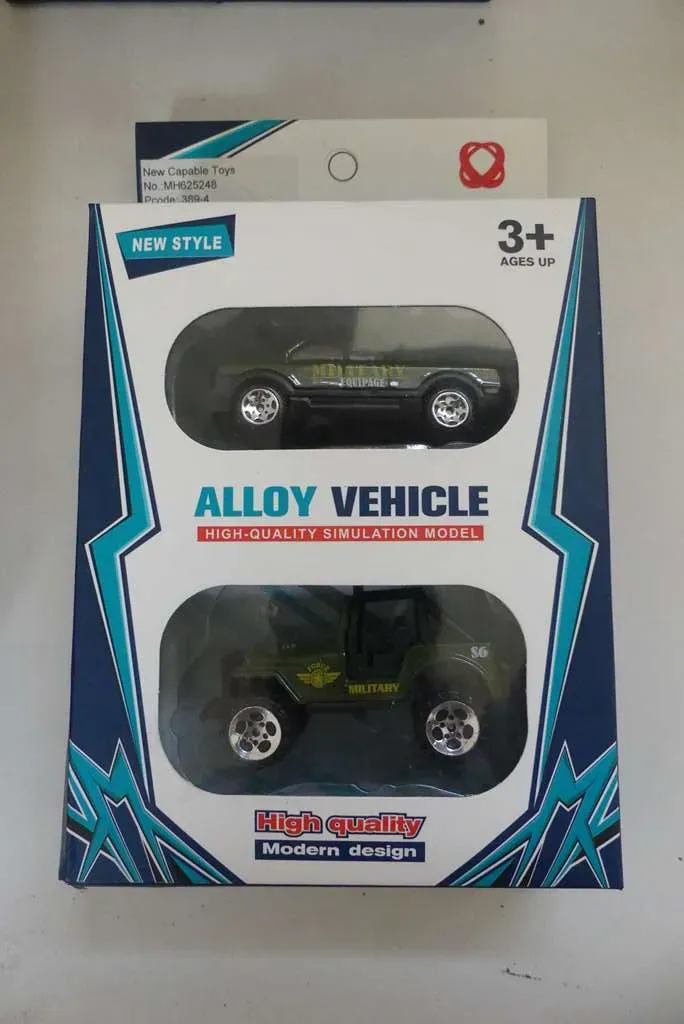 New Capable Toys
No.:MH625248
Pcode: 389-4
NEW STYLE
3+
AGES UP
MILITARY
EQUIPAGE
ALLOY VEHICLE
HIGH-QUALITY SIMULATION MODEL
FORCE
MILITARY
S6
High quality
Modern design